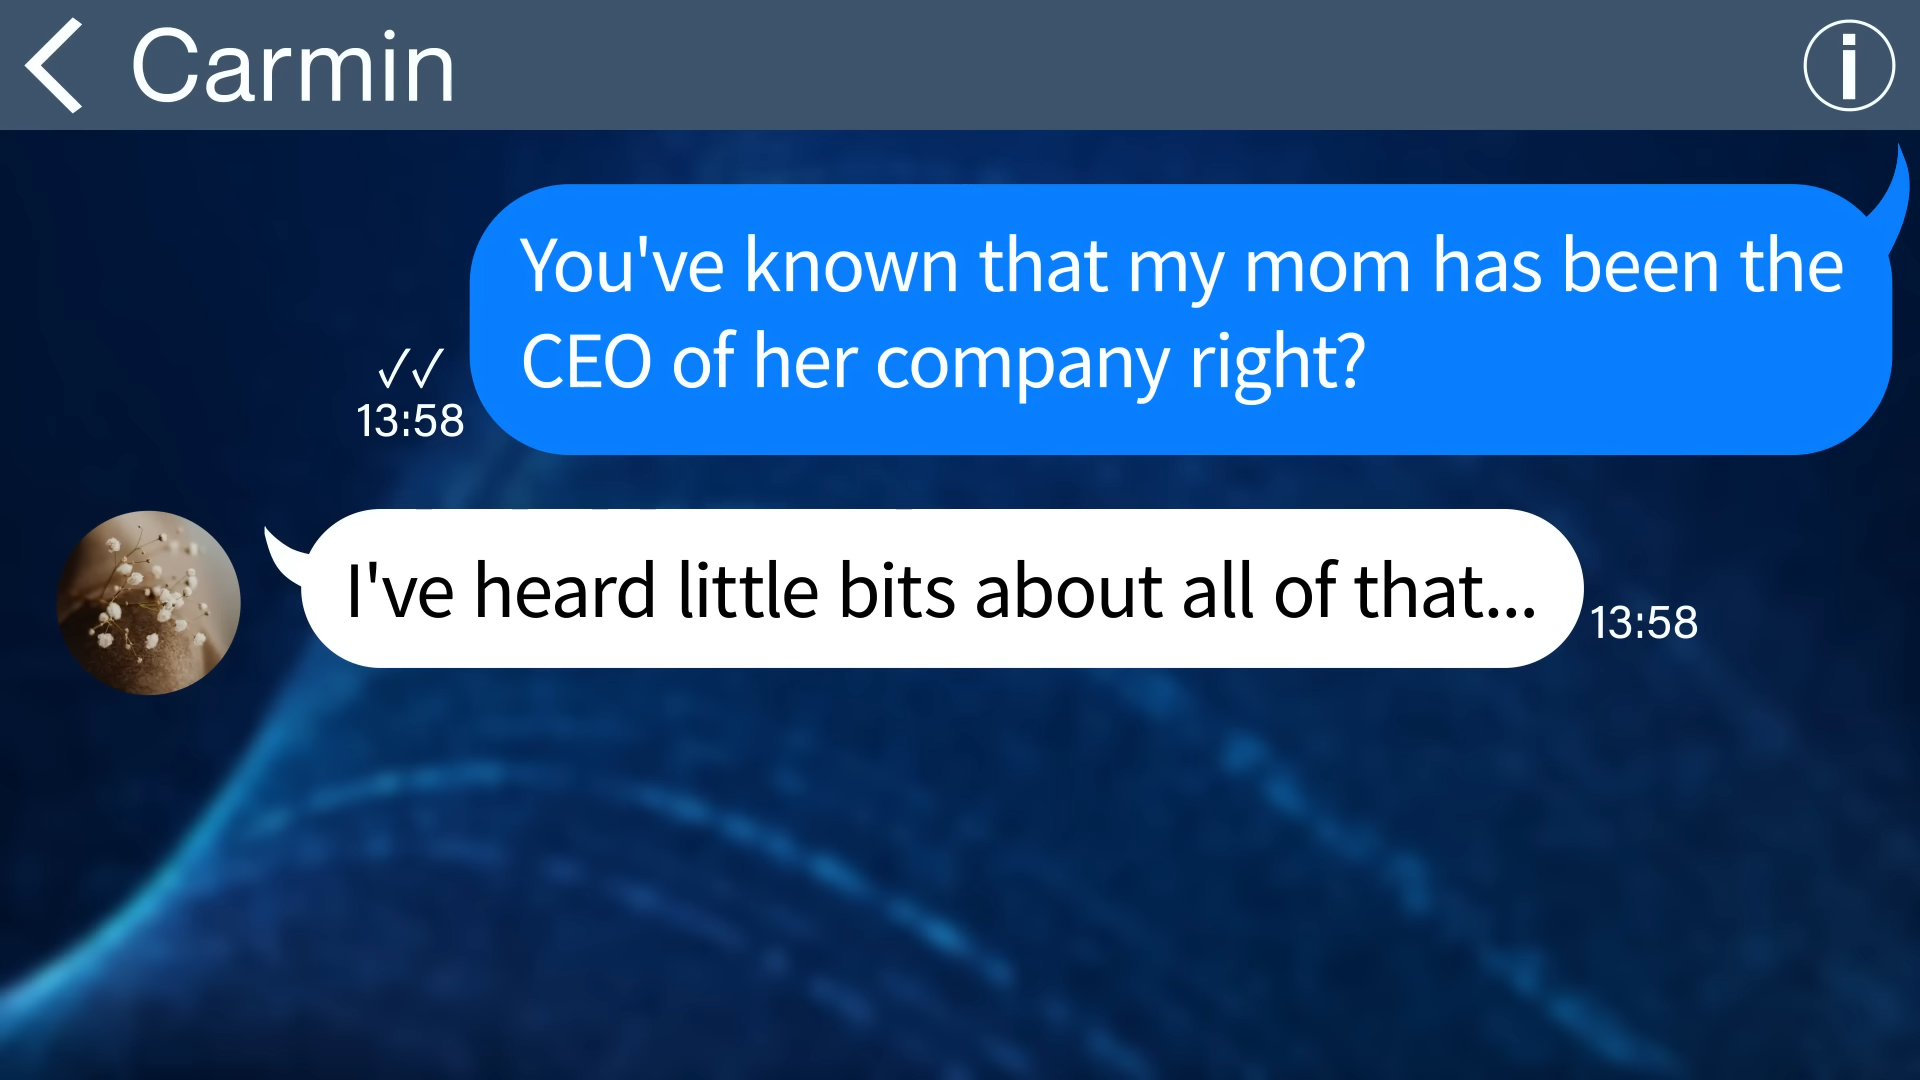 Carmin
You've known that my mom has been the
CEO of her company right?
✓✓
13:58
I've heard little bits about all of that...
13:58